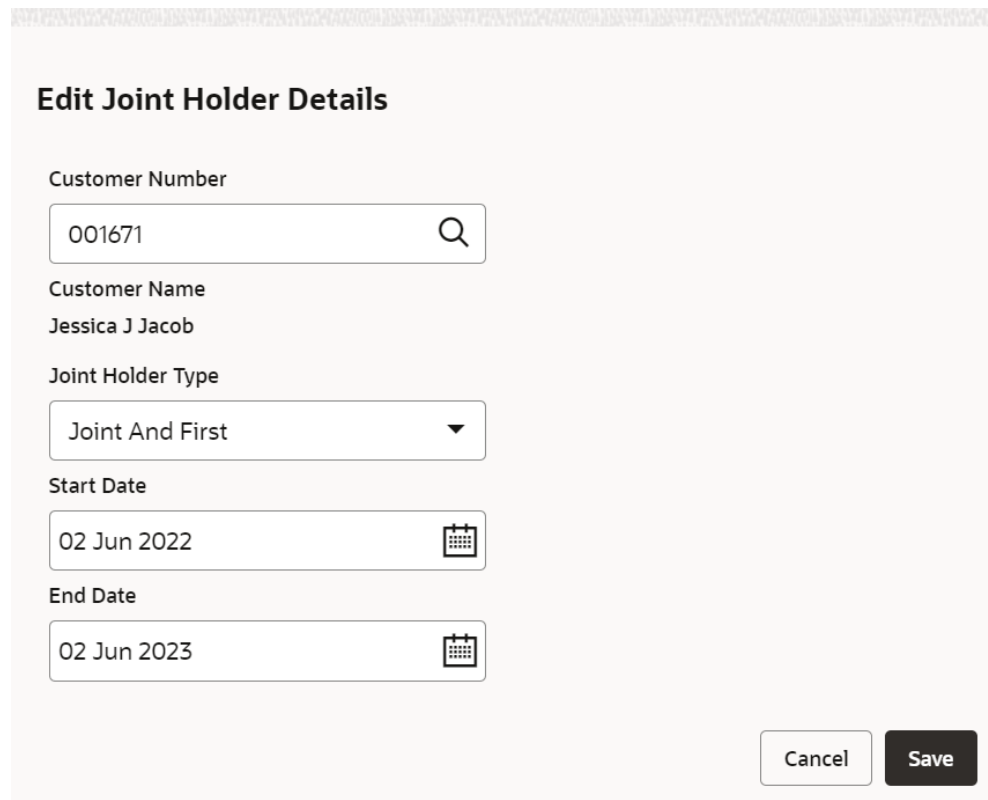 Edit Joint Holder Details
Customer Number
001671
Customer Name
Jessica J Jacob
Joint Holder Type
Joint And First
Start Date
02 Jun 2022
End Date
02 Jun 2023
Cancel Save